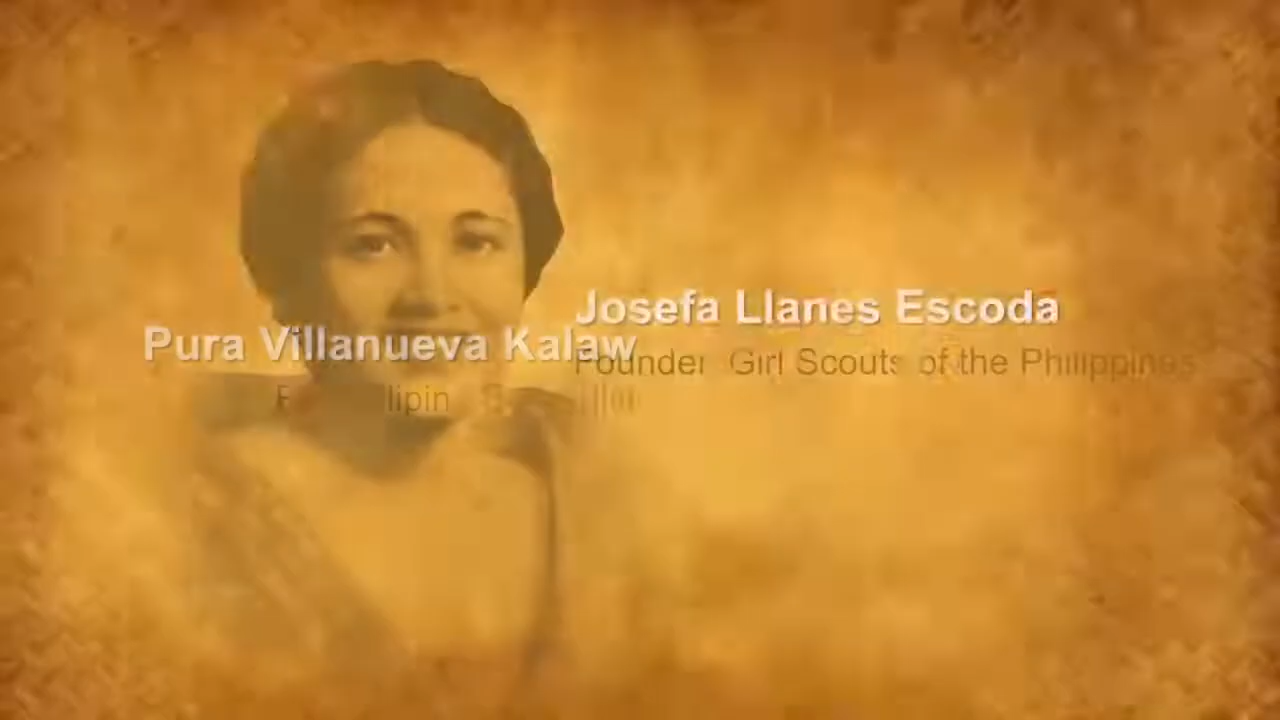 Josefa Llanes Escoda
Founder Girl Scouts of the Philippines
Pura Villanueva Kalaw